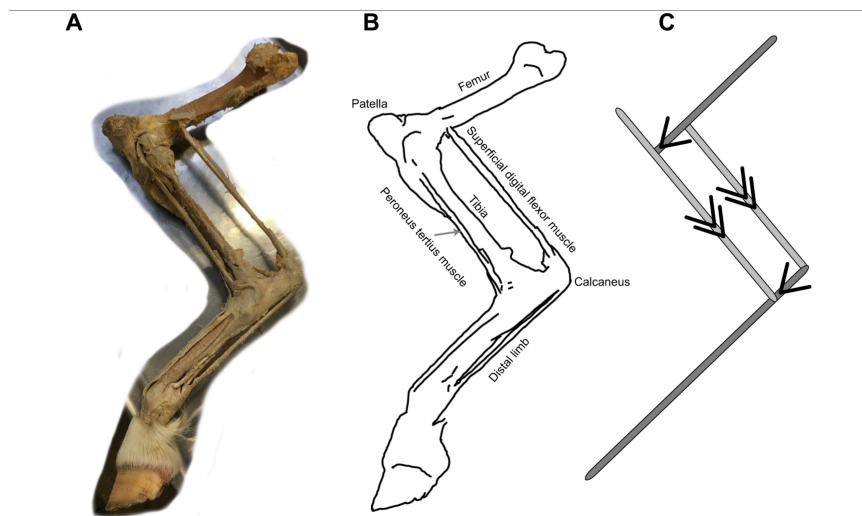 A
B
C
Femur
Patella
Superficial digital flexor muscle
Tibia
Peroneus tertius muscle
Calcaneus
Distal limb